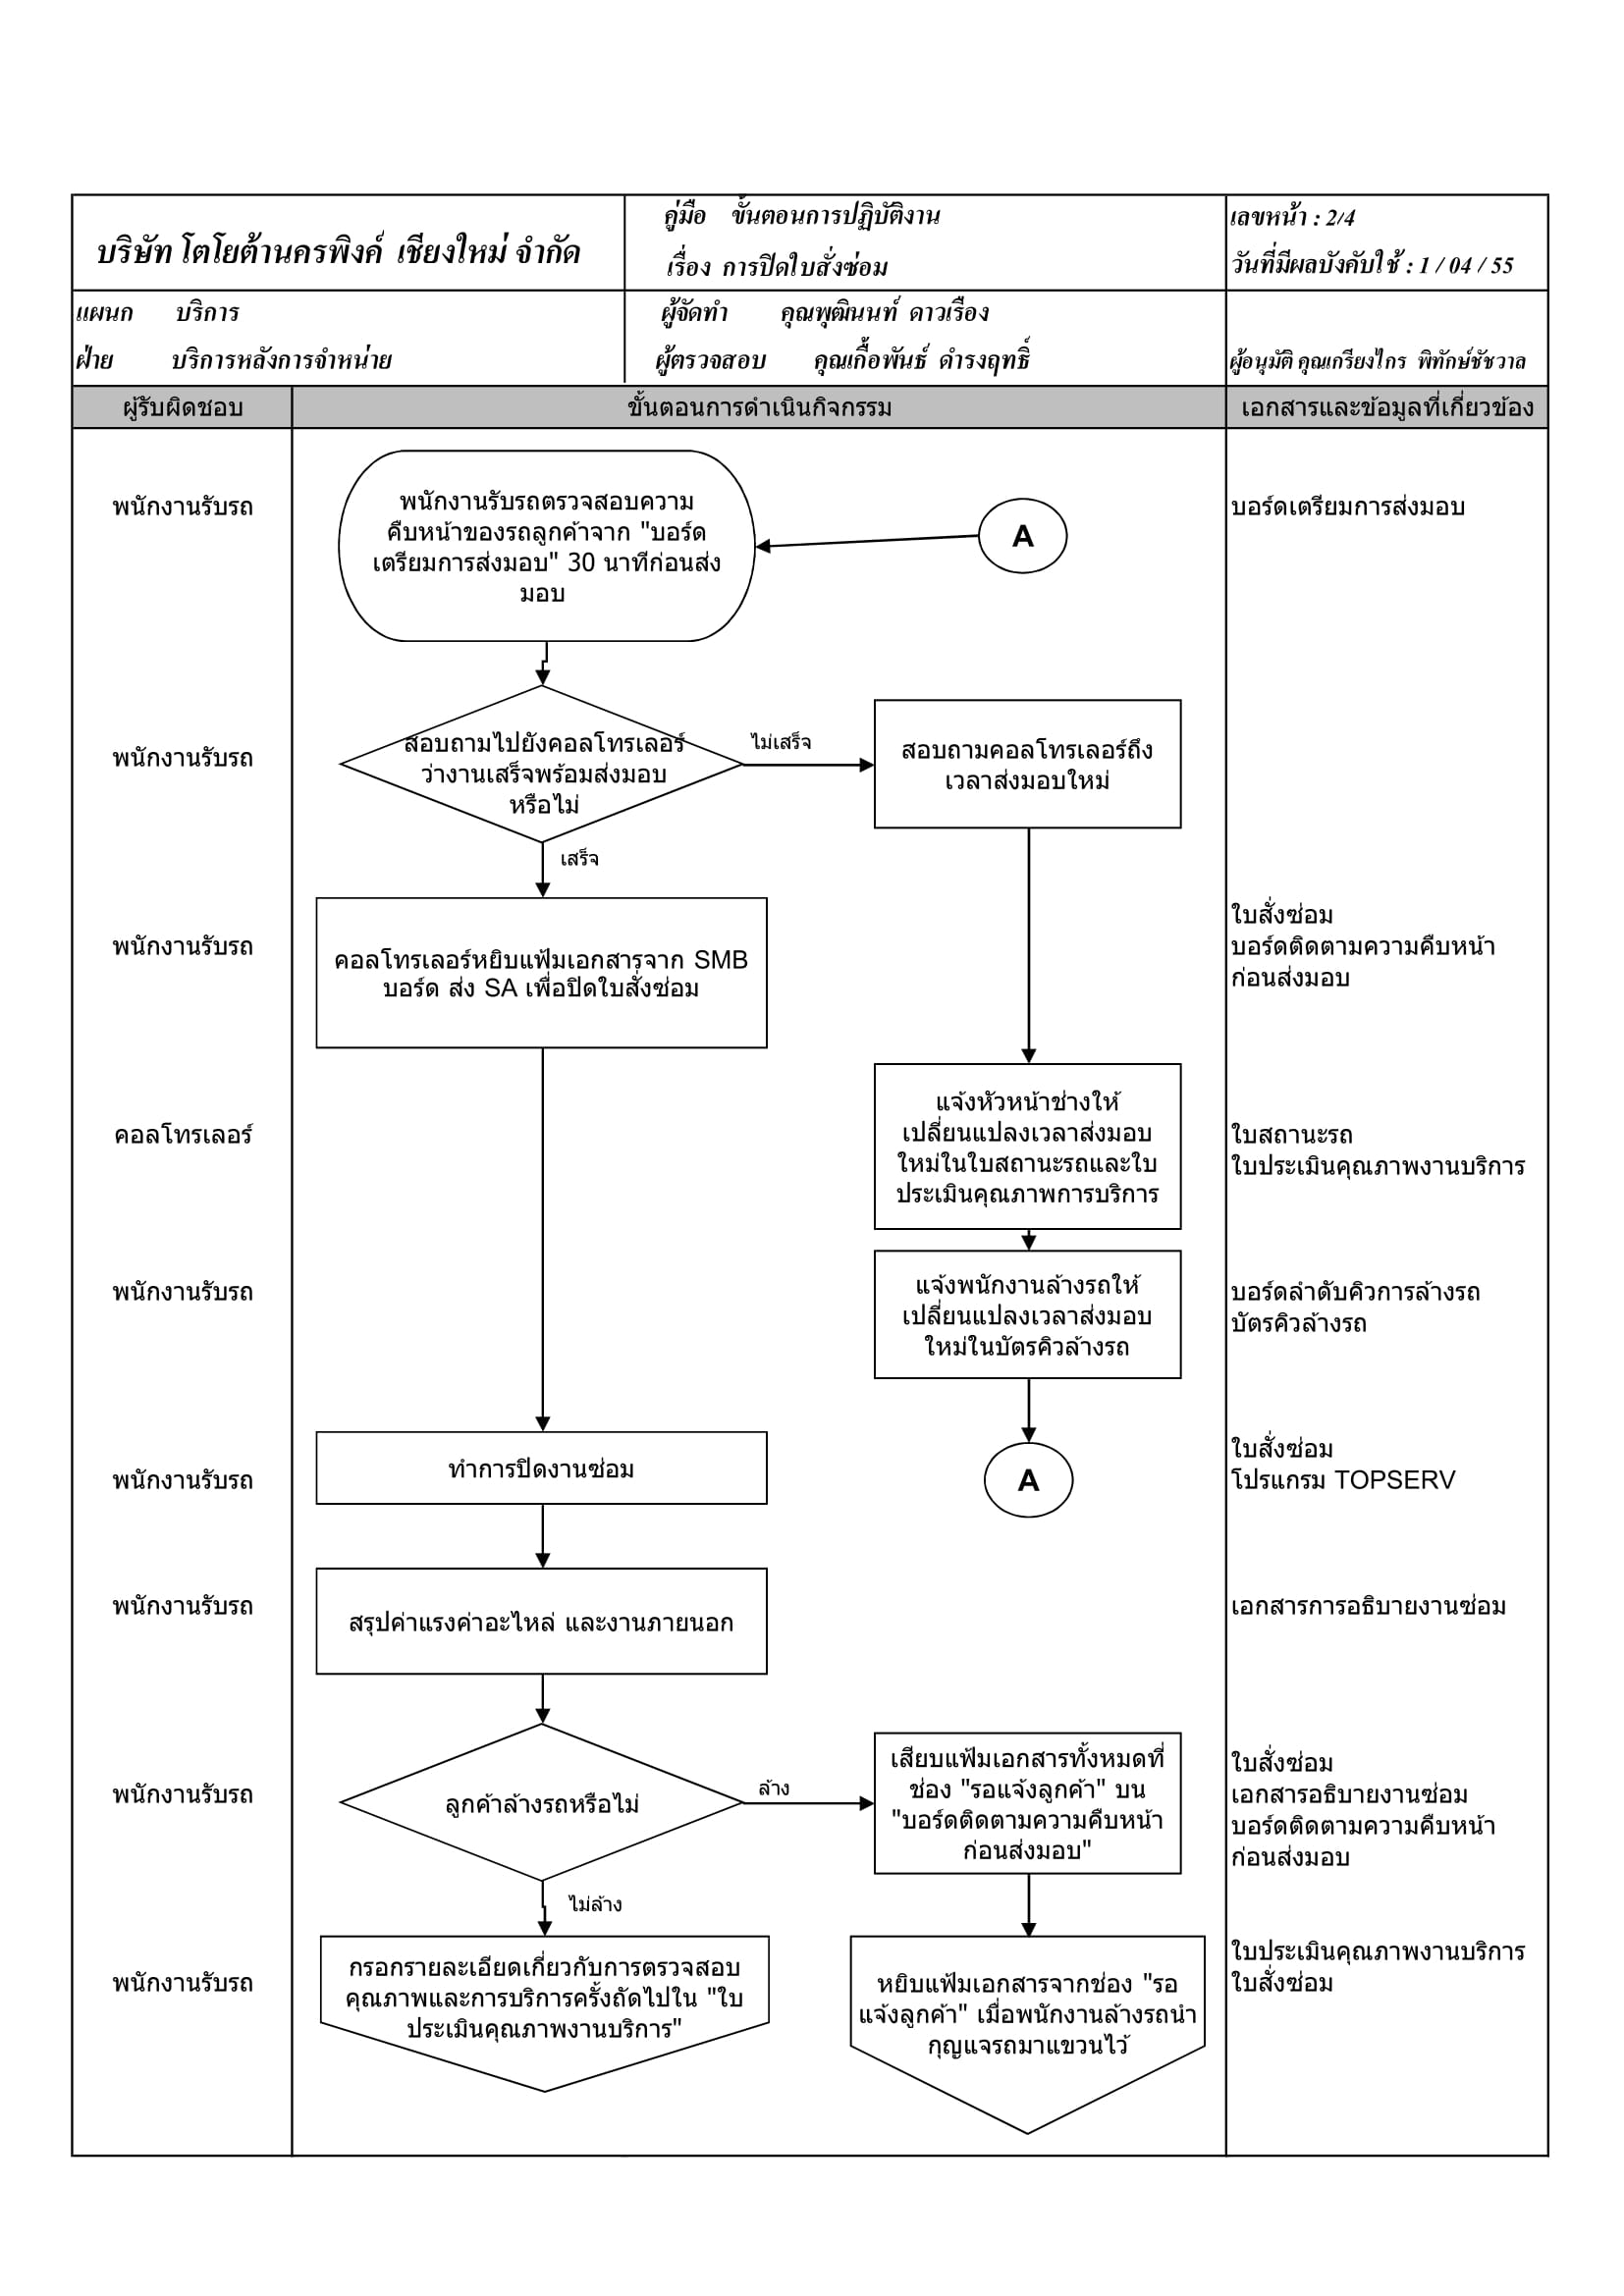 บริษัท โตโยต้านครพิงค์ เชียงใหม่ จำกัด
คู่มือ ขั้นตอนการปฏิบัติงาน
เรื่อง การปิดใบสั่งซ่อม
เลขหน้า : 2/4
วันที่มีผลบังคับใช้ : 1 / 04 / 55
แผนก บริการ
ฝ่าย บริการหลังการจำหน่าย
ผู้จัดทำ คุณพุฒินนท์ ดาวเรือง
ผู้ตรวจสอบ คุณเกื้อพันธ์ ดำรงฤทธิ์
ผู้อนุมัติ คุณเกรียงไกร พิทักษ์ชัชวาล
ผู้รับผิดชอบ
ขั้นตอนการดำเนินกิจกรรม
เอกสารและข้อมูลที่เกี่ยวข้อง
พนักงานรับรถ
พนักงานรับรถตรวจสอบความ
คืบหน้าของรถลูกค้าจาก "บอร์ด
เตรียมการส่งมอบ" 30 นาทีก่อนส่ง
มอบ
A
บอร์ดเตรียมการส่งมอบ
พนักงานรับรถ
สอบถามไปยังคอลโทรเลอร์
ว่างานเสร็จพร้อมส่งมอบ
หรือไม่
ไม่เสร็จ
สอบถามคอลโทรเลอร์ถึง
เวลาส่งมอบใหม่
เสร็จ
พนักงานรับรถ
คอลโทรเลอร์หยิบแฟ้มเอกสารจาก SMB
บอร์ด ส่ง SA เพื่อปิดใบสั่งซ่อม
ใบสั่งซ่อม
บอร์ดติดตามความคืบหน้า
ก่อนส่งมอบ
คอลโทรเลอร์
แจ้งหัวหน้าช่างให้
เปลี่ยนแปลงเวลาส่งมอบ
ใหม่ในใบสถานะรถและใบ
ประเมินคุณภาพการบริการ
ใบสถานะรถ
ใบประเมินคุณภาพงานบริการ
พนักงานรับรถ
แจ้งพนักงานล้างรถให้
เปลี่ยนแปลงเวลาส่งมอบ
ใหม่ในบัตรคิวล้างรถ
บอร์ดลำดับคิวการล้างรถ
บัตรคิวล้างรถ
พนักงานรับรถ
ทำการปิดงานซ่อม
A
ใบสั่งซ่อม
โปรแกรม TOPSERV
พนักงานรับรถ
สรุปค่าแรงค่าอะไหล่ และงานภายนอก
เอกสารการอธิบายงานซ่อม
พนักงานรับรถ
ลูกค้าล้างรถหรือไม่
ล้าง
เสียบแฟ้มเอกสารทั้งหมดที่
ช่อง "รอแจ้งลูกค้า" บน
"บอร์ดติดตามความคืบหน้า
ก่อนส่งมอบ"
ใบสั่งซ่อม
เอกสารอธิบายงานซ่อม
บอร์ดติดตามความคืบหน้า
ก่อนส่งมอบ
ไม่ล้าง
พนักงานรับรถ
กรอกรายละเอียดเกี่ยวกับการตรวจสอบ
คุณภาพและการบริการครั้งถัดไปใน "ใบ
ประเมินคุณภาพงานบริการ"
หยิบแฟ้มเอกสารจากช่อง "รอ
แจ้งลูกค้า" เมื่อพนักงานล้างรถนำ
กุญแจรถมาแขวนไว้
ใบประเมินคุณภาพงานบริการ
ใบสั่งซ่อม